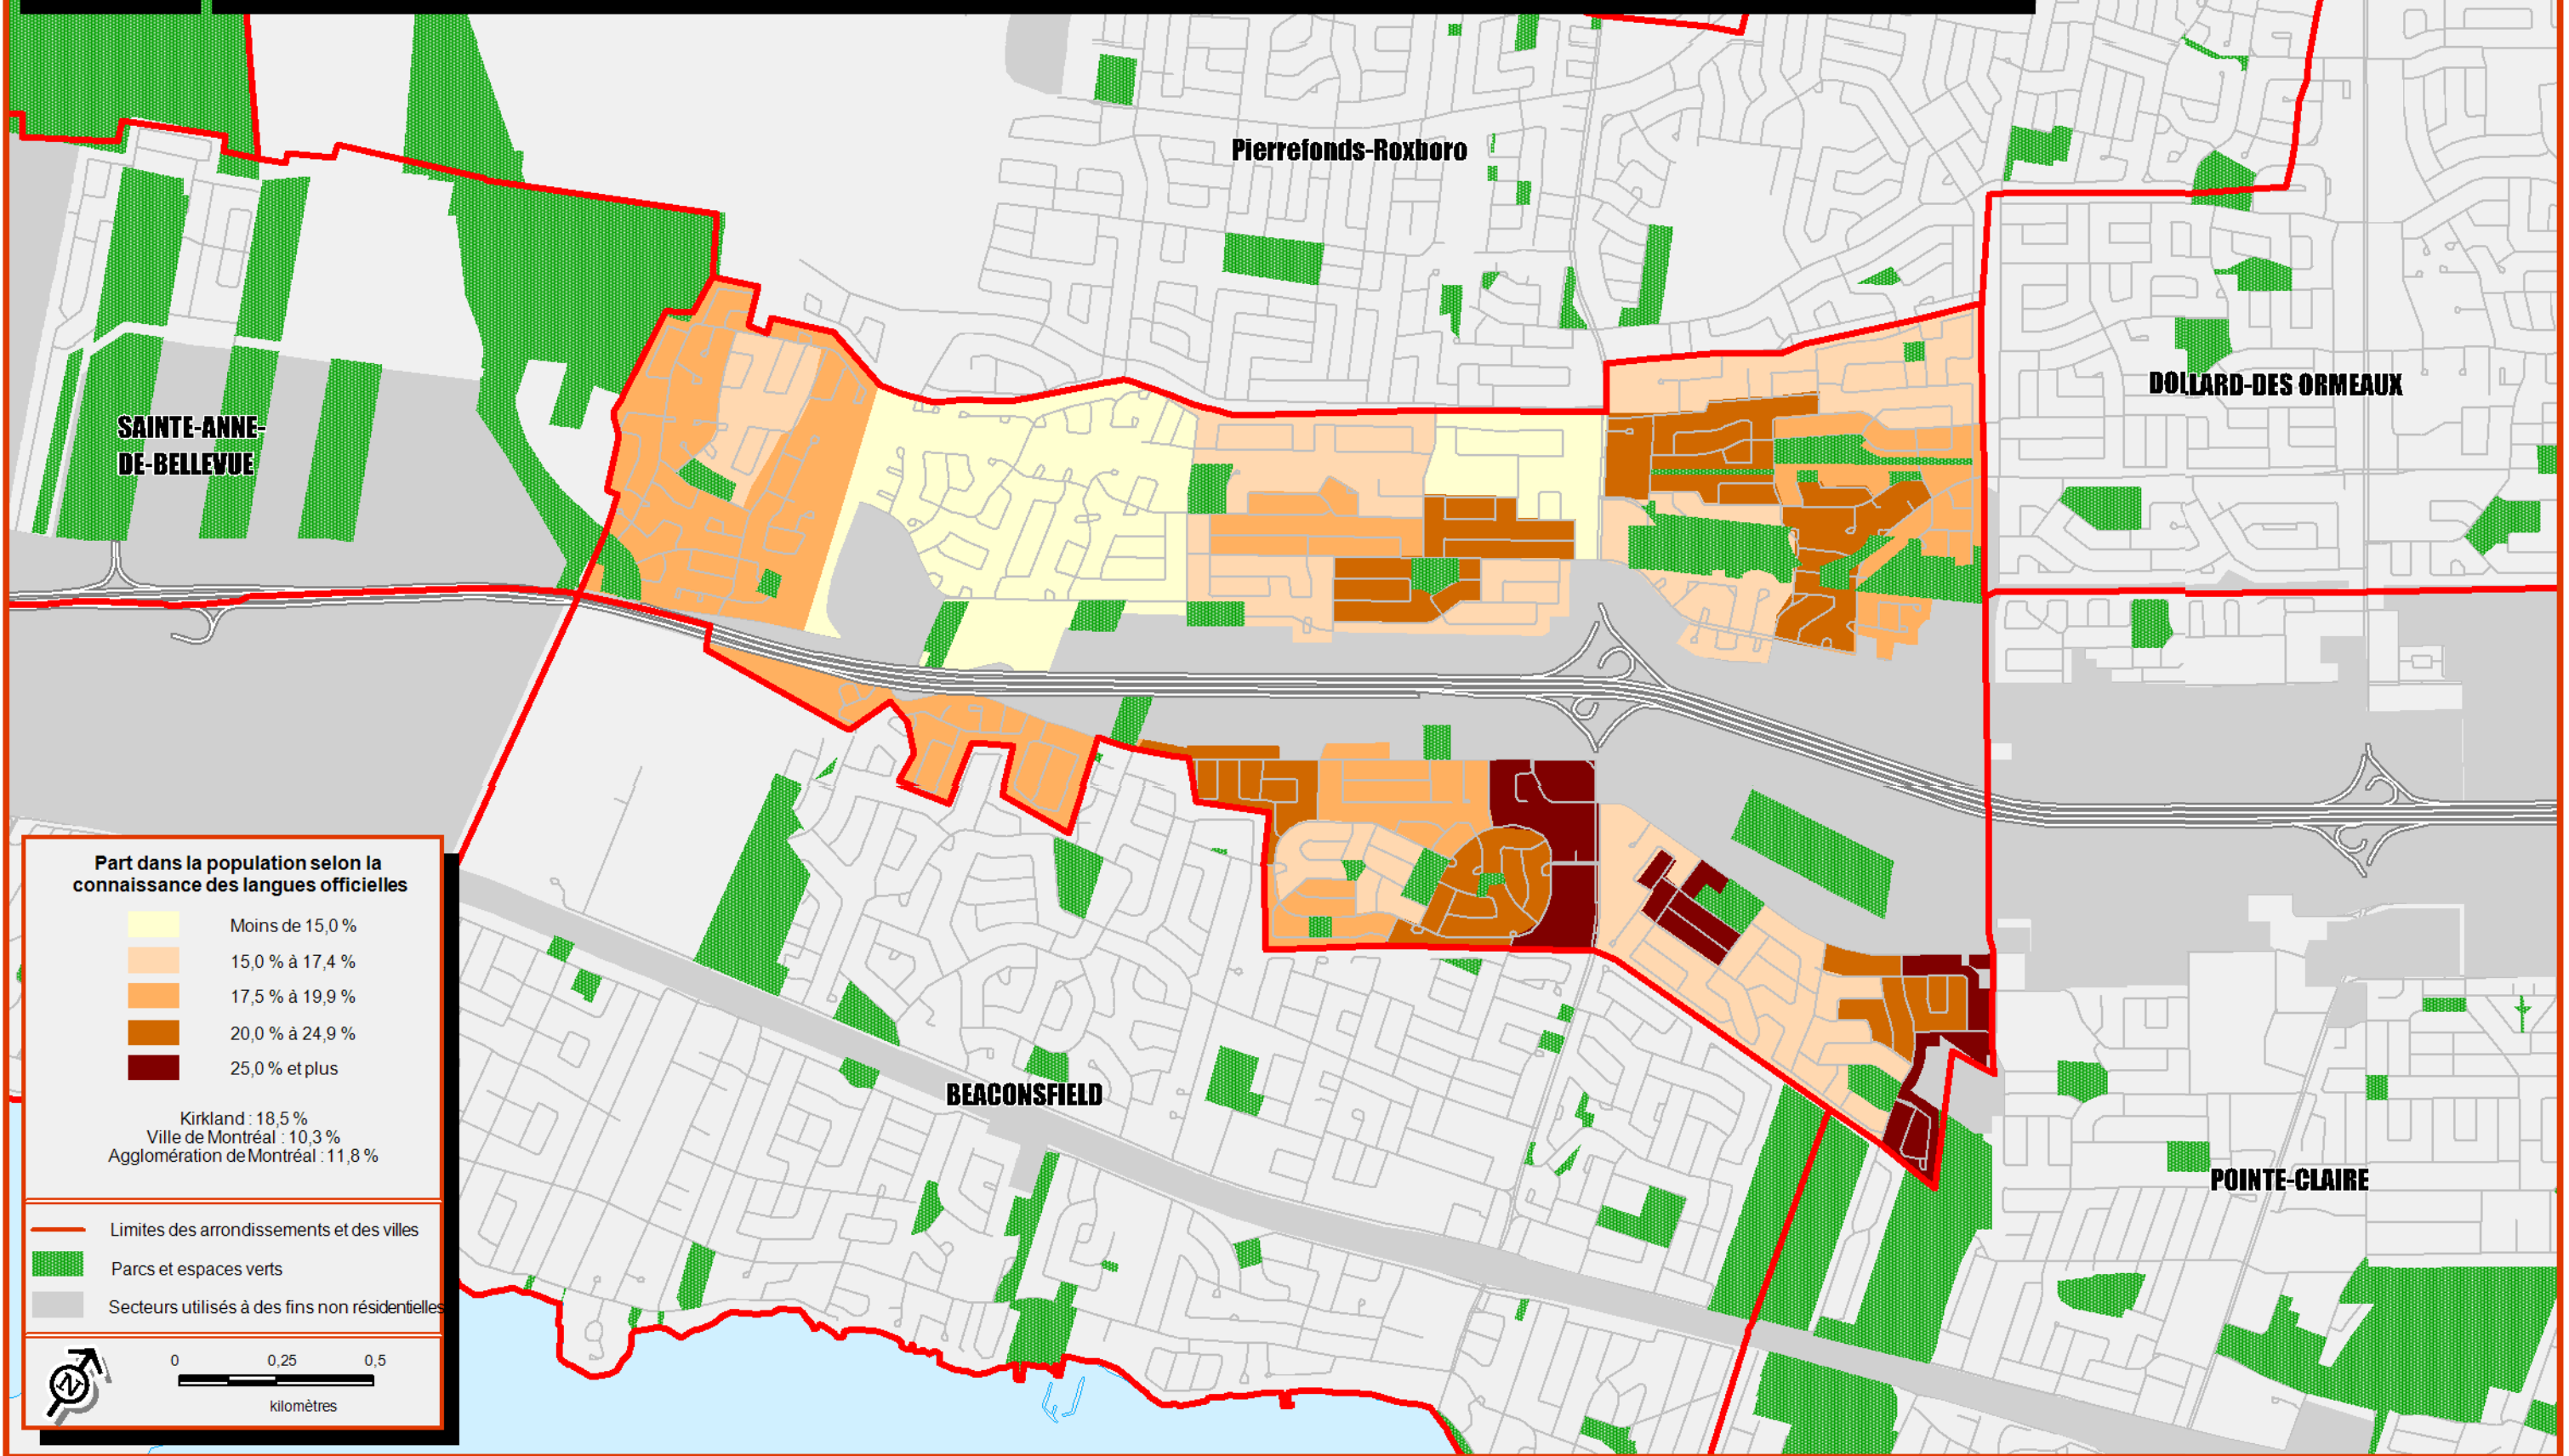 Pierrefonds-Roxboro
DOLLARD-DES ORMEAUX
SAINTE-ANNE-
DE-BELLEVUE
BEACONSFIELD
POINTE-CLAIRE
Part dans la population selon la
connaissance des langues officielles
Moins de 15,0 %
15,0 % à 17,4 %
17,5 % à 19,9 %
20,0 % à 24,9 %
25,0 % et plus
Kirkland : 18,5 %
Ville de Montréal : 10,3 %
Agglomération de Montréal : 11,8 %
Limites des arrondissements et des villes
Parcs et espaces verts
Secteurs utilisés à des fins non résidentielles
N
0 0,25 0,5
kilomètres